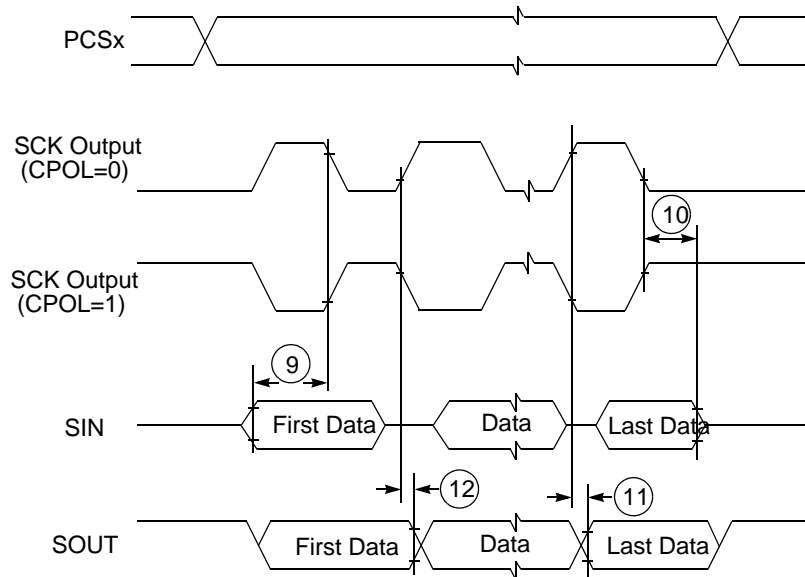 PCSx
SCK Output
(CPOL=0)
10
SCK Output
(CPOL=1)
9
SIN
First Data
Data
Last Data
12
11
SOUT
First Data
Data
Last Data